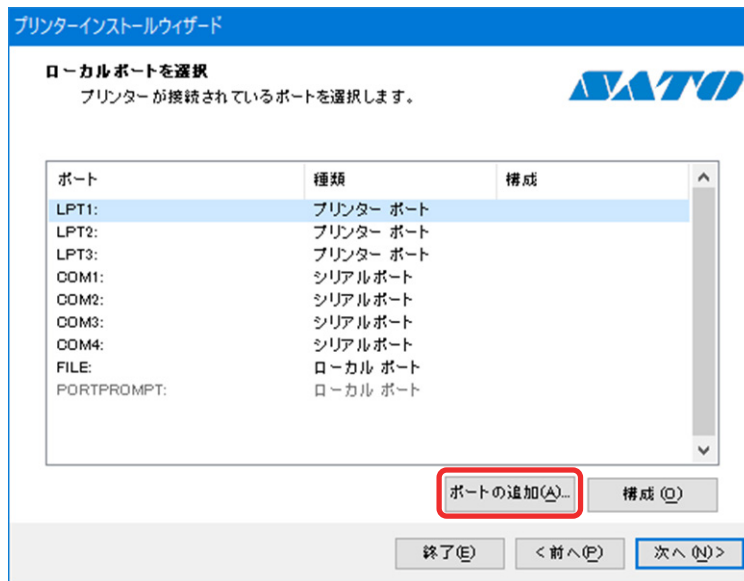 プリンターインストールウィザード
ローカルポートを選択
プリンターが接続されているポートを選択します。
SATO
ポート 種類 構成
LPT1: プリンター ポート
LPT2: プリンター ポート
LPT3: プリンター ポート
COM1: シリアルポート
COM2: シリアルポート
COM3: シリアルポート
COM4: シリアルポート
FILE: ローカル ポート
PORTPROMPT: ローカル ポート
ポートの追加(A)... 構成 (O)
終了(E) <前へ(P) 次へ (N)>